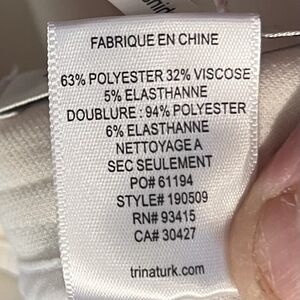 FABRIQUE EN CHINE
63% POLYESTER 32% VISCOSE
5% ELASTHANNE
DOUBLURE : 94% POLYESTER
6% ELASTHANNE
NETTOYAGE A
SEC SEULEMENT
PO# 61194
STYLE# 190509
RN# 93415
CA# 30427
trinaturk.com